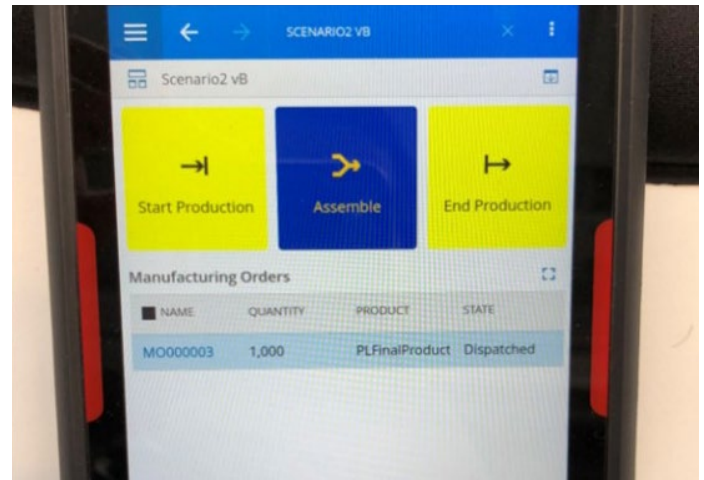 SCENARIO2 VB
Scenario2 vB
Start Production
Assemble
End Production
Manufacturing Orders
NAME QUANTITY PRODUCT STATE
MO000003 1,000 PLFinalProduct Dispatched